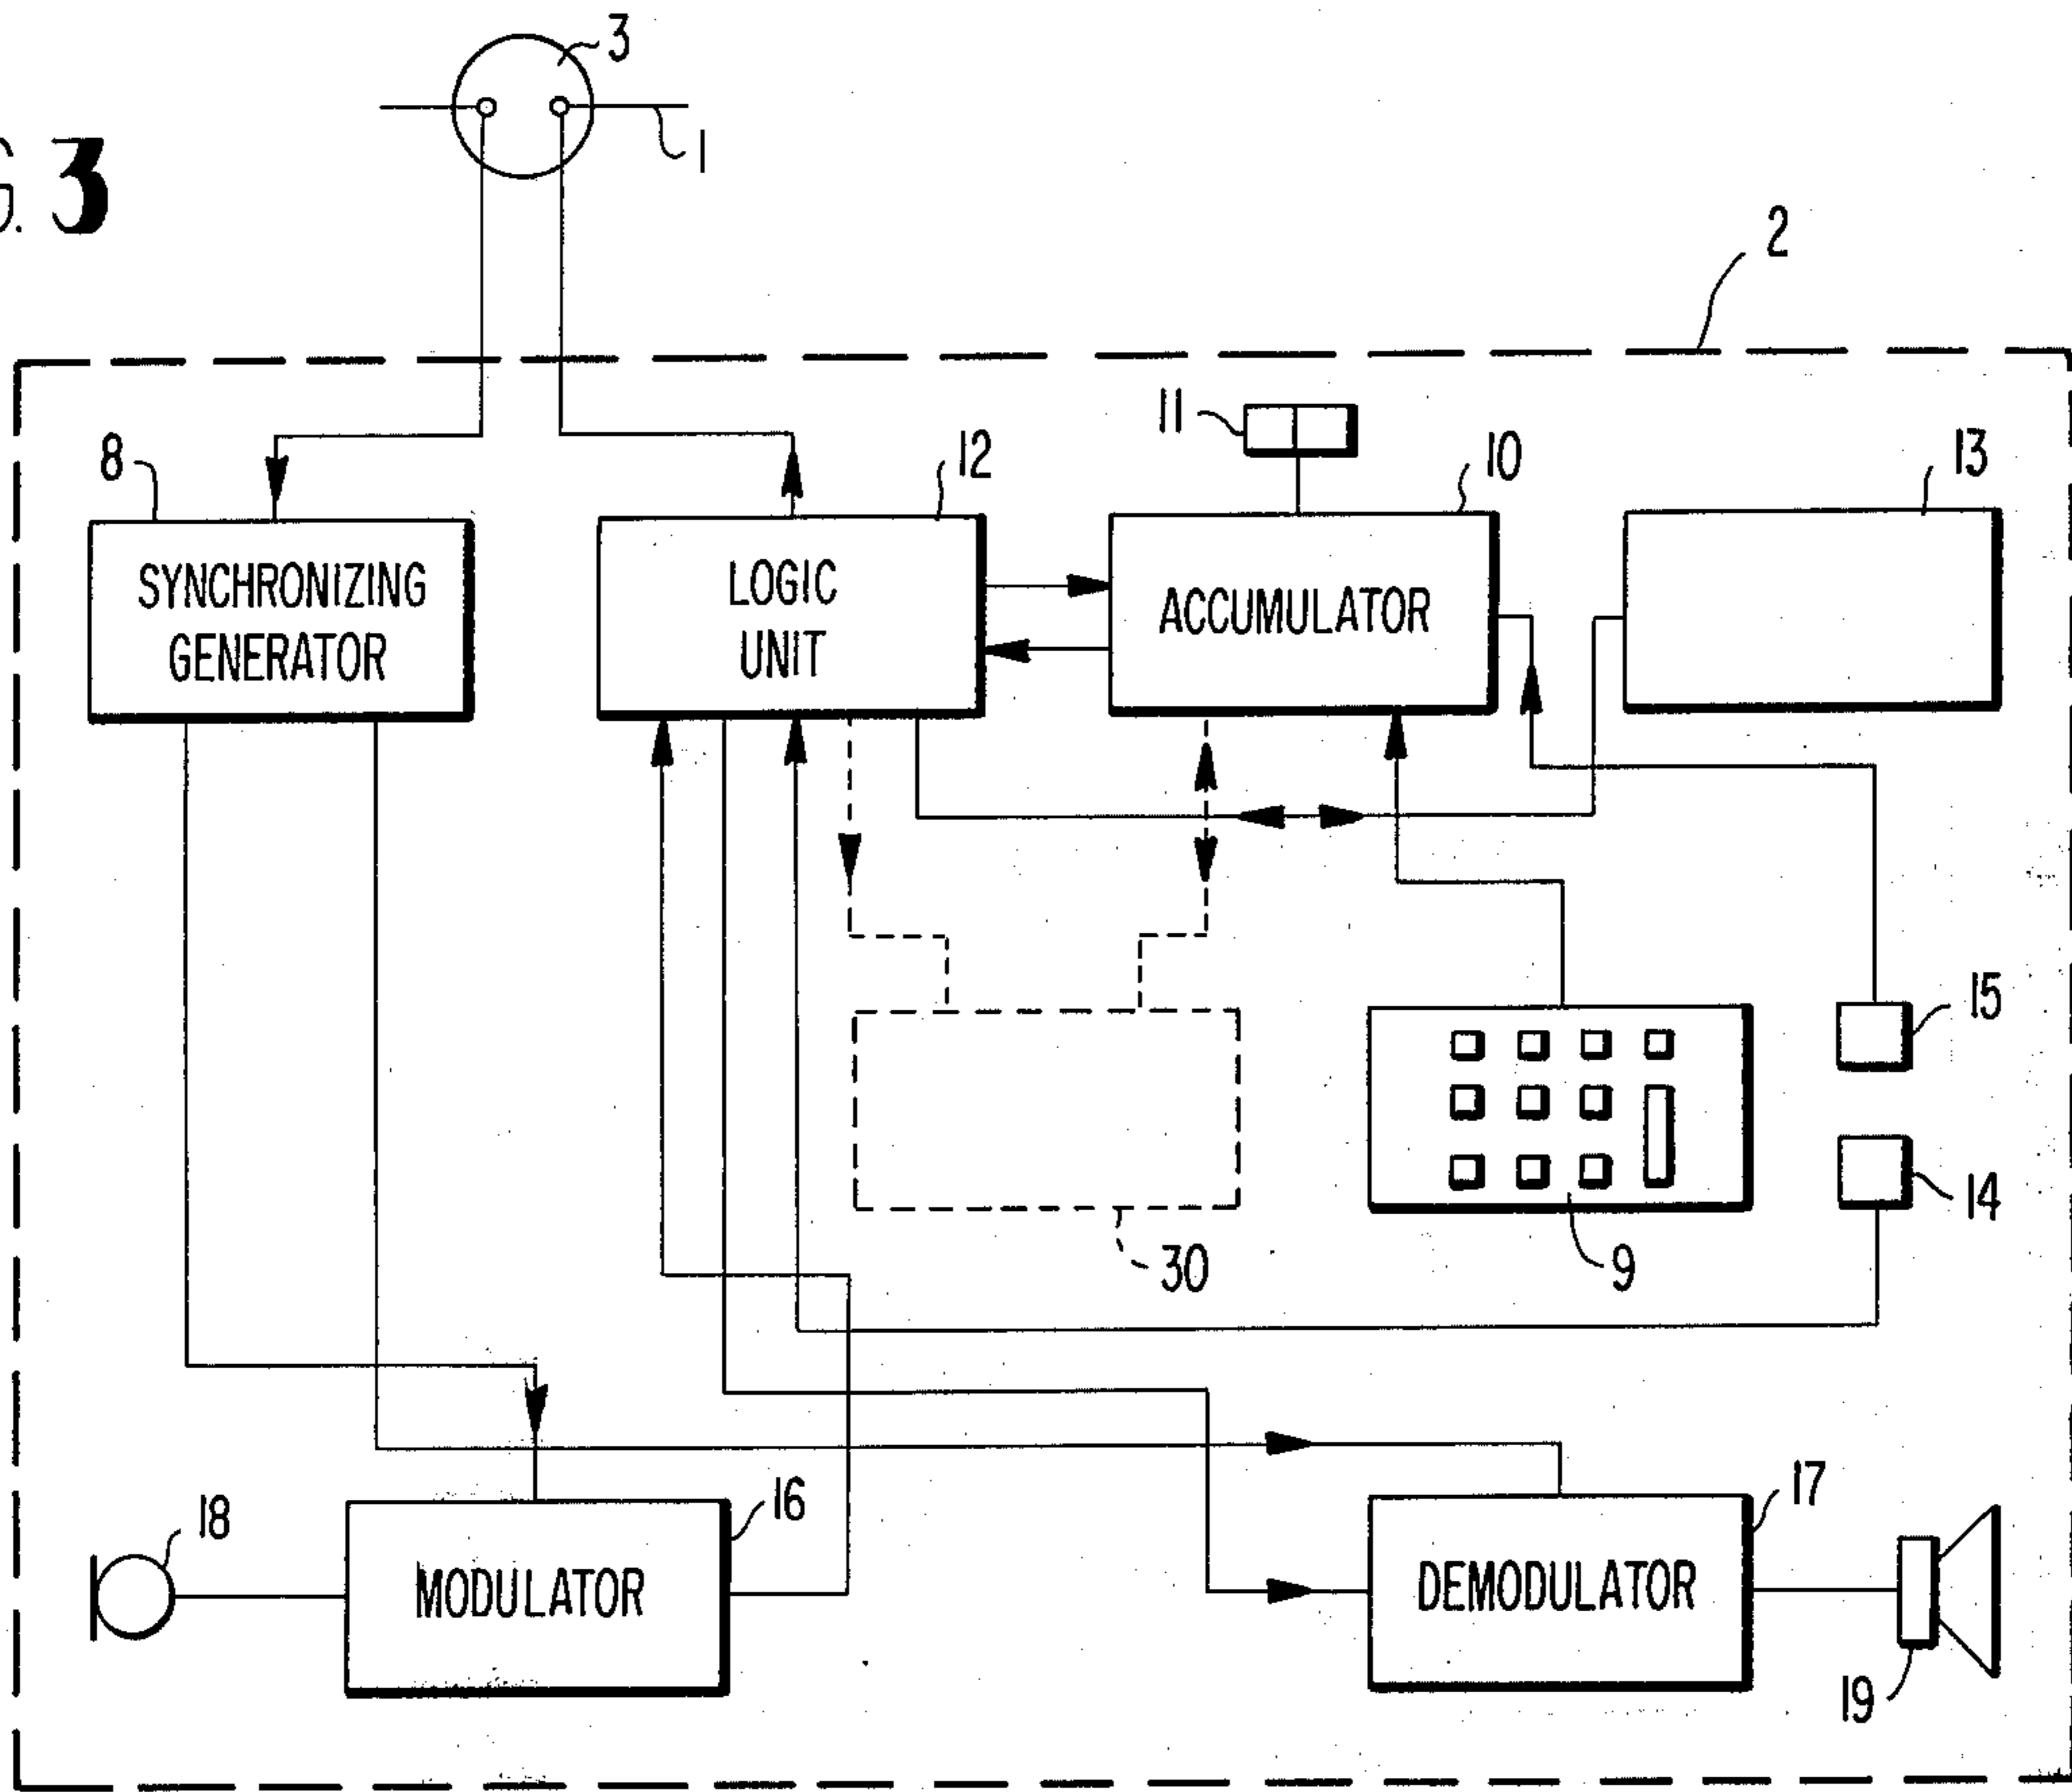 G. 3
3
1
2
8
12
11
10
13
SYNCHRONIZING
GENERATOR
LOGIC
UNIT
ACCUMULATOR
15
14
30
9
18
16
17
MODULATOR
DEMODULATOR
19